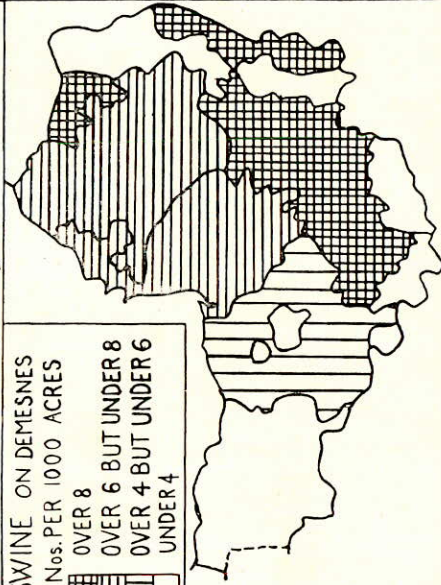 SWINE ON DEMESNES
Nos. PER 1000 ACRES
OVER 8
OVER 6 BUT UNDER 8
OVER 4 BUT UNDER 6
UNDER 4